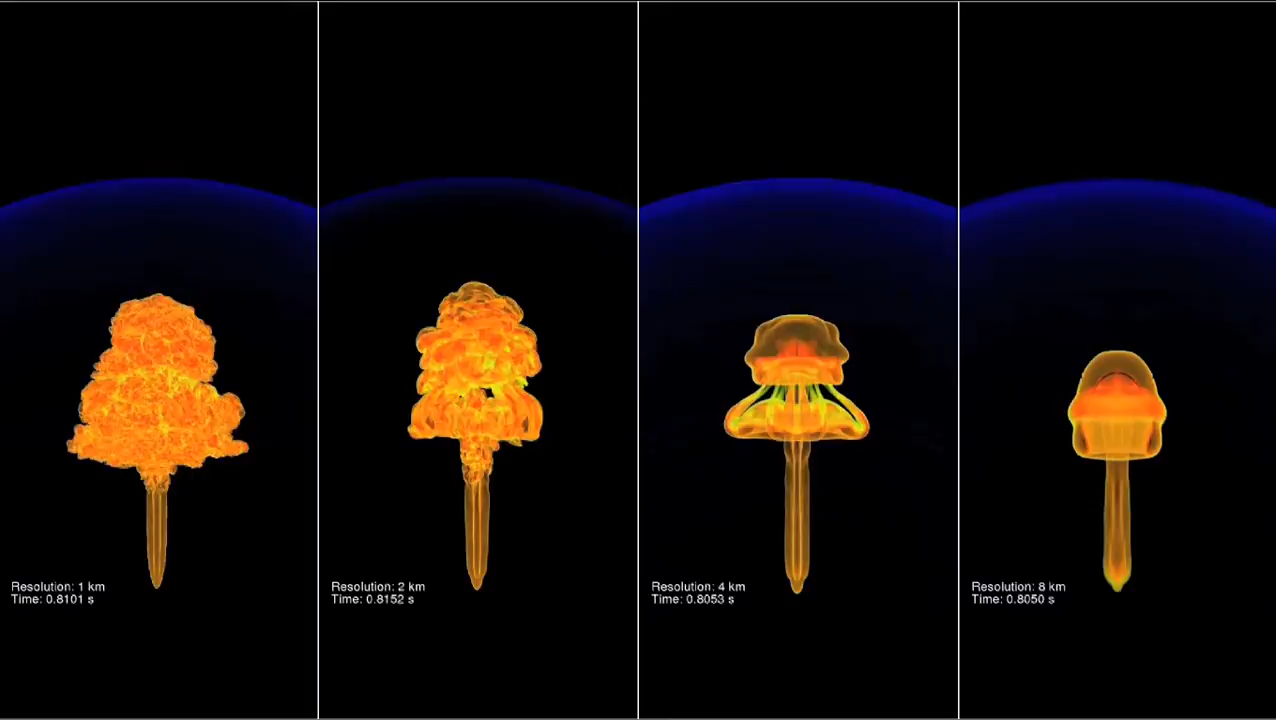 Resolution: 1 km
Time: 0.8101 s
Resolution: 2 km
Time: 0.8152 s
Resolution: 4 km
Time: 0.8053 s
Resolution: 8 km
Time: 0.8050 s